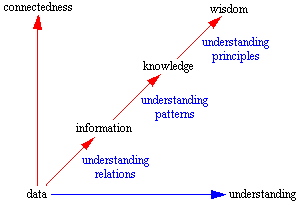 connectedness
wisdom
understanding
principles
knowledge
understanding
patterns
information
understanding
relations
data
understanding